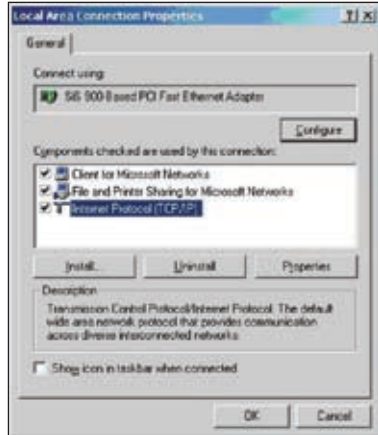 Local Area Connection Properties
General
Connect using:
SiS 900-Based PCI Fast Ethernet Adapter
Configure
Components checked are used by this connection:
Client for Microsoft Networks
File and Printer Sharing for Microsoft Networks
Internet Protocol (TCP/IP)
Install...
Uninstall
Properties
Description
Transmission Control Protocol/Internet Protocol. The default
wide area network protocol that provides communication
across diverse interconnected networks.
Show icon in taskbar when connected
OK
Cancel